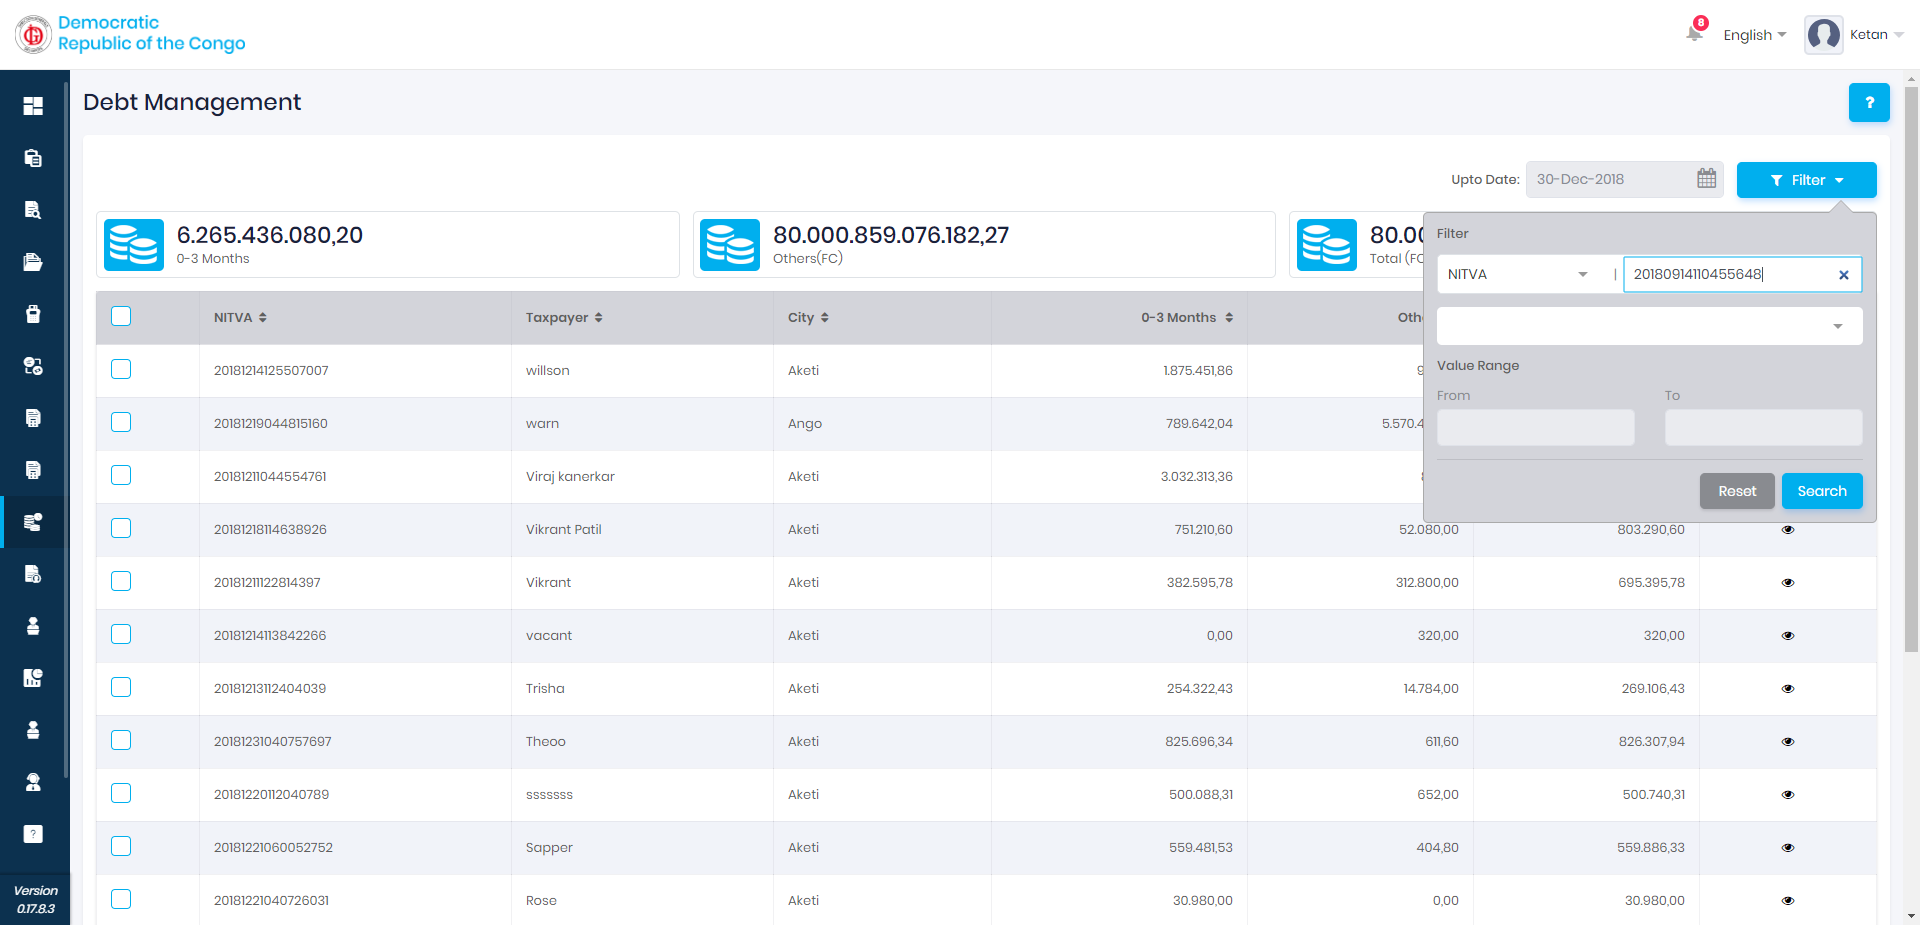 Democratic
Republic of the Congo
8
English
Ketan
Debt Management
?
Upto Date: 30-Dec-2018
Filter
6.265.436.080,20
0-3 Months
80.000.859.076.182,27
Others(FC)
80.0
Total (FC
Filter
NITVA | 20180914110455648
Value Range
From To
Reset Search
NITVA Taxpayer City 0-3 Months Oth
20181214125507007 willson Aketi 1.875.451,86 9
20181219044815160 warn Ango 789.642,04 5.570.4
20181211044554761 Viraj kanerkar Aketi 3.032.313,36
20181218114638926 Vikrant Patil Aketi 751.210,60 52.080,00 803.290,60
20181211122814397 Vikrant Aketi 382.595,78 312.800,00 695.395,78
20181214113842266 vacant Aketi 0,00 320,00 320,00
20181213112404039 Trisha Aketi 254.322,43 14.784,00 269.106,43
20181231040757697 Theoo Aketi 825.696,34 611,60 826.307,94
20181220112040789 sssssss Aketi 500.088,31 652,00 500.740,31
20181221060052752 Sapper Aketi 559.481,53 404,80 559.886,33
20181221040726031 Rose Aketi 30.980,00 0,00 30.980,00
?
Version
0.17.8.3